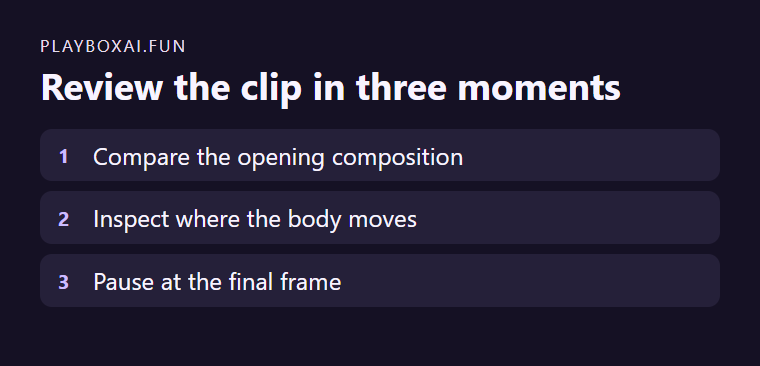 PLAYBOXAI.FUN
Review the clip in three moments
1 Compare the opening composition
2 Inspect where the body moves
3 Pause at the final frame